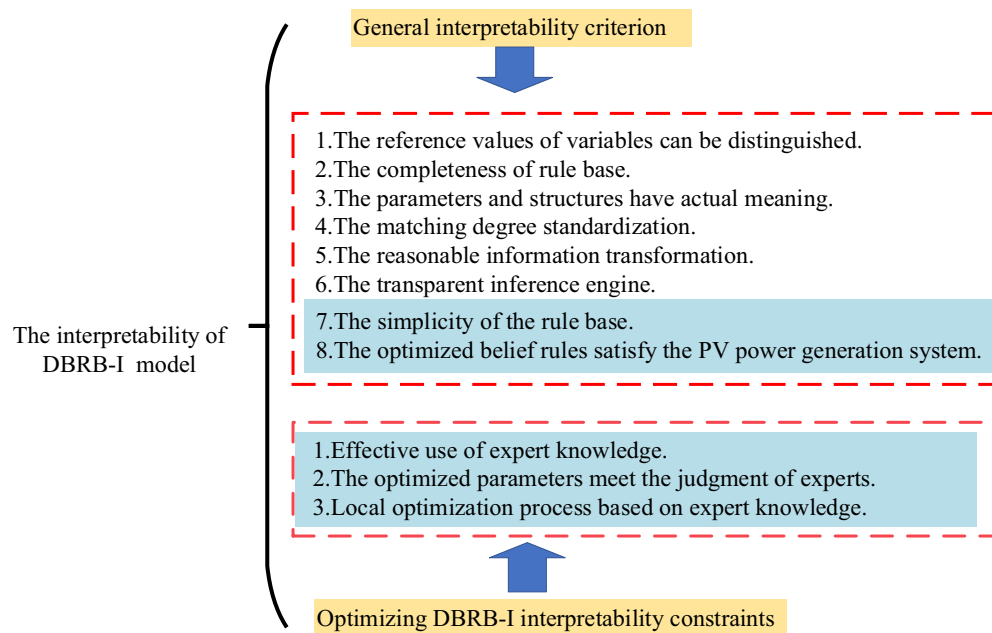 General interpretability criterion
1.The reference values of variables can be distinguished.
2.The completeness of rule base.
3.The parameters and structures have actual meaning.
4.The matching degree standardization.
5.The reasonable information transformation.
6.The transparent inference engine.
7.The simplicity of the rule base.
8.The optimized belief rules satisfy the PV power generation system.
The interpretability of
DBRB-I model
1.Effective use of expert knowledge.
2.The optimized parameters meet the judgment of experts.
3.Local optimization process based on expert knowledge.
Optimizing DBRB-I interpretability constraints